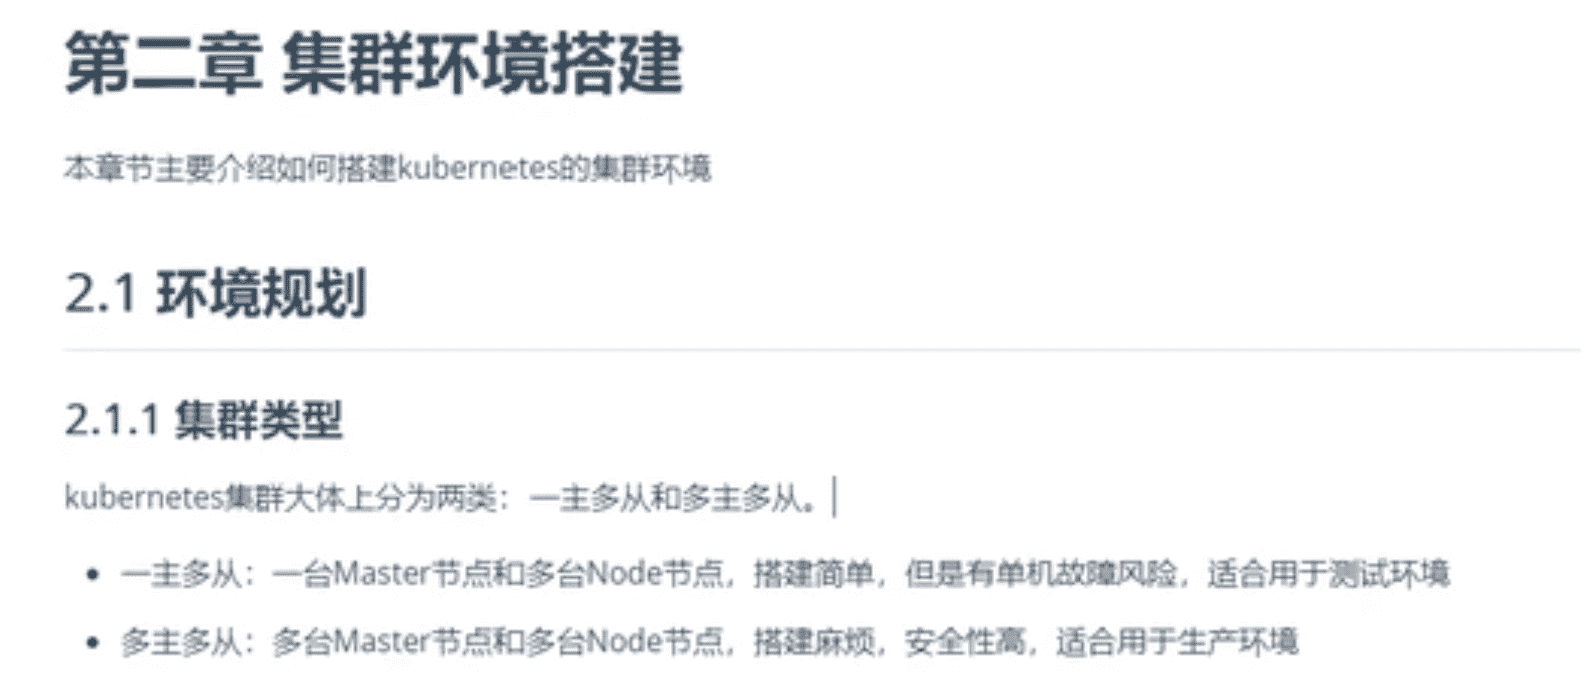 第二章 集群环境搭建
本章节主要介绍如何搭建kubernetes的集群环境
2.1 环境规划
2.1.1 集群类型
kubernetes集群大体上分为两类：一主多从和多主多从。
• 一主多从：一台Master节点和多台Node节点，搭建简单，但是有单机故障风险，适合用于测试环境
• 多主多从：多台Master节点和多台Node节点，搭建麻烦，安全性高，适合用于生产环境